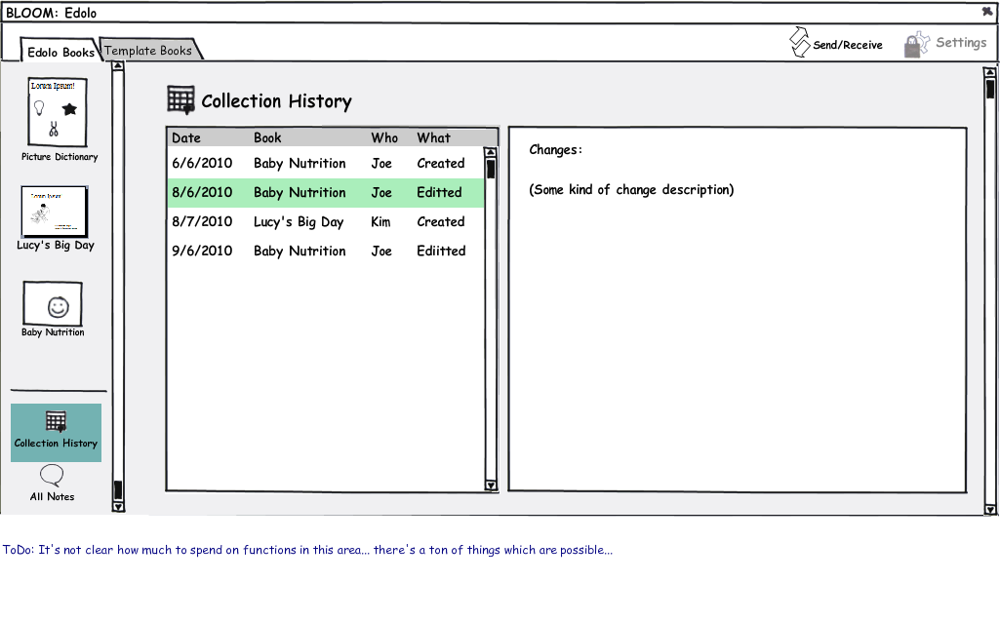 BLOOM: Edolo
Edolo Books
Template Books
Send/Receive
Settings
Lorem Ipsum!
Picture Dictionary
Lorem Ipsum
Lucy's Big Day
Baby Nutrition
Collection History
All Notes
Collection History
Date Book Who What
6/6/2010 Baby Nutrition Joe Created
8/6/2010 Baby Nutrition Joe Editted
8/7/2010 Lucy's Big Day Kim Created
9/6/2010 Baby Nutrition Joe Ediitted
Changes:
(Some kind of change description)
ToDo: It's not clear how much to spend on functions in this area... there's a ton of things which are possible...